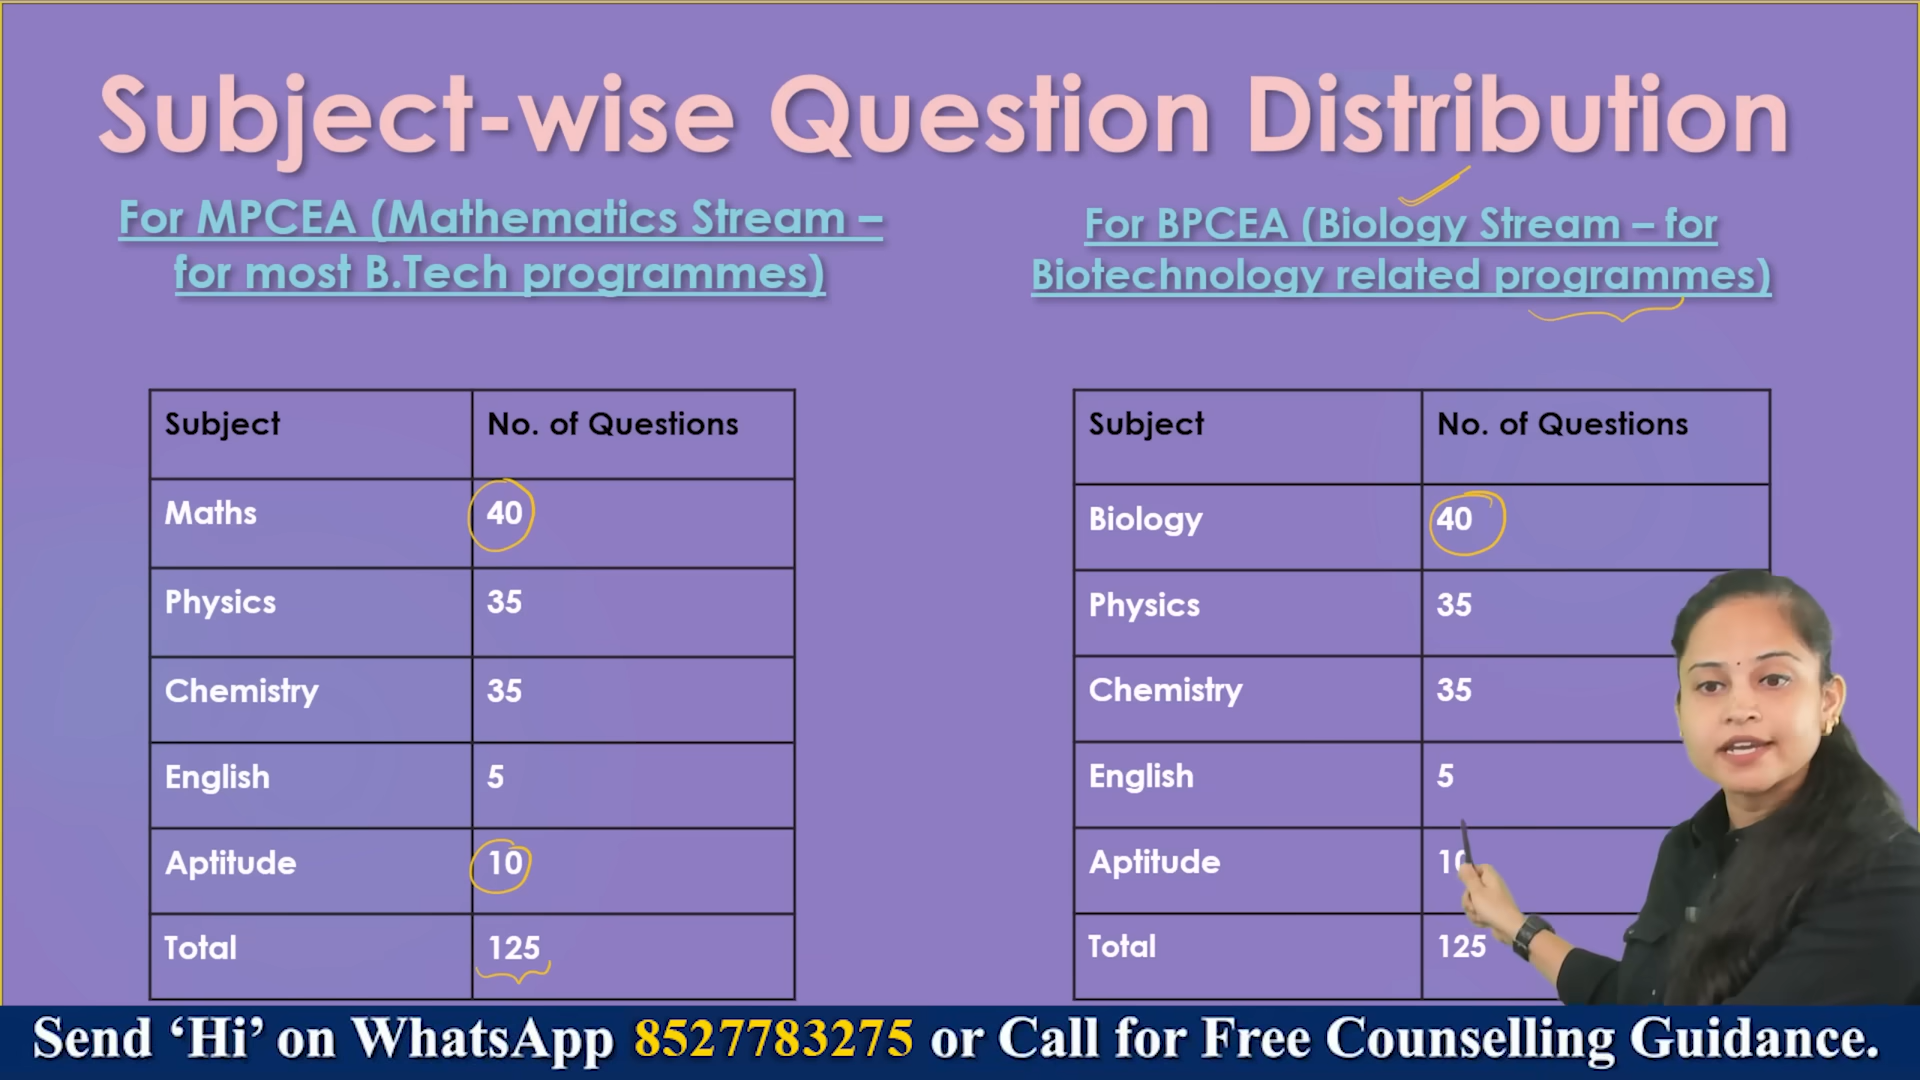 Subject-wise Question Distribution
For MPCEA (Mathematics Stream –
for most B.Tech programmes)
Subject No. of Questions
Maths 40
Physics 35
Chemistry 35
English 5
Aptitude 10
Total 125
For BPCEA (Biology Stream – for
Biotechnology related programmes)
Subject No. of Questions
Biology 40
Physics 35
Chemistry 35
English 5
Aptitude 10
Total 125
Send ‘Hi’ on WhatsApp 8527783275 or Call for Free Counselling Guidance.